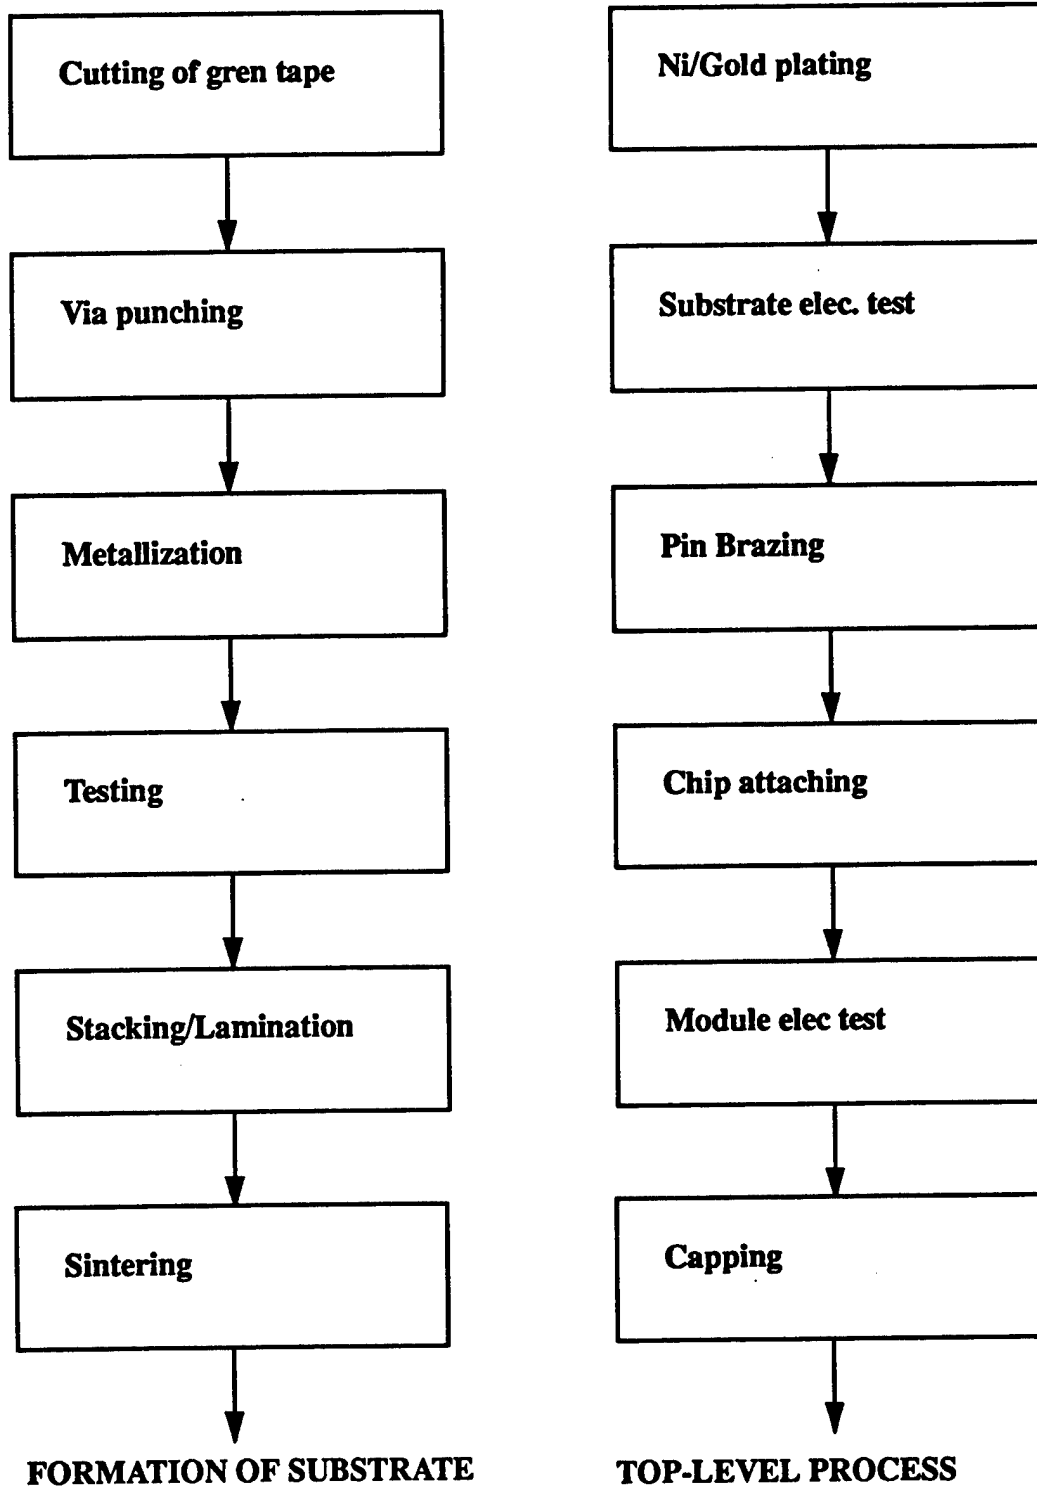 Cutting of gren tape
Via punching
Metallization
Testing
Stacking/Lamination
Sintering
FORMATION OF SUBSTRATE
Ni/Gold plating
Substrate elec. test
Pin Brazing
Chip attaching
Module elec test
Capping
TOP-LEVEL PROCESS